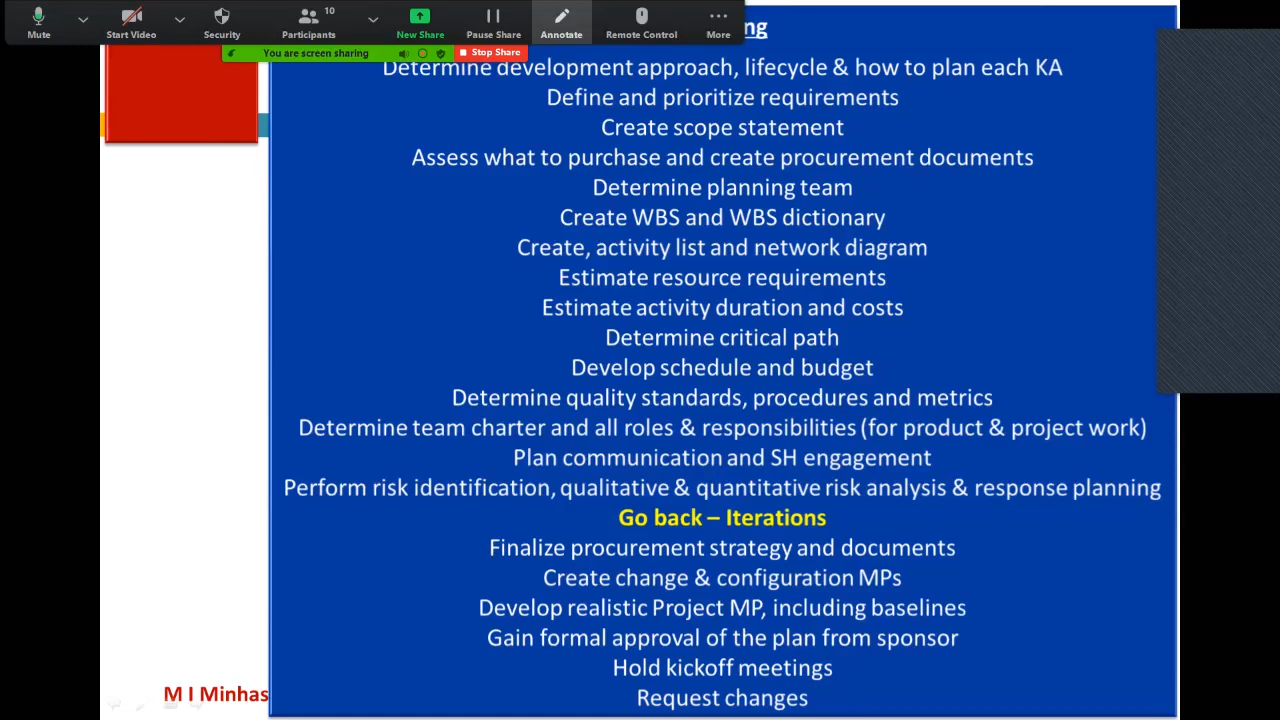 10
Mute
Start Video
Security
Participants
New Share
Pause Share
Annotate
Remote Control
More
You are screen sharing
Stop Share
Determine development approach, lifecycle & how to plan each KA
Define and prioritize requirements
Create scope statement
Assess what to purchase and create procurement documents
Determine planning team
Create WBS and WBS dictionary
Create, activity list and network diagram
Estimate resource requirements
Estimate activity duration and costs
Determine critical path
Develop schedule and budget
Determine quality standards, procedures and metrics
Determine team charter and all roles & responsibilities (for product & project work)
Plan communication and SH engagement
Perform risk identification, qualitative & quantitative risk analysis & response planning
Go back – Iterations
Finalize procurement strategy and documents
Create change & configuration MPs
Develop realistic Project MP, including baselines
Gain formal approval of the plan from sponsor
Hold kickoff meetings
Request changes
M I Minhas